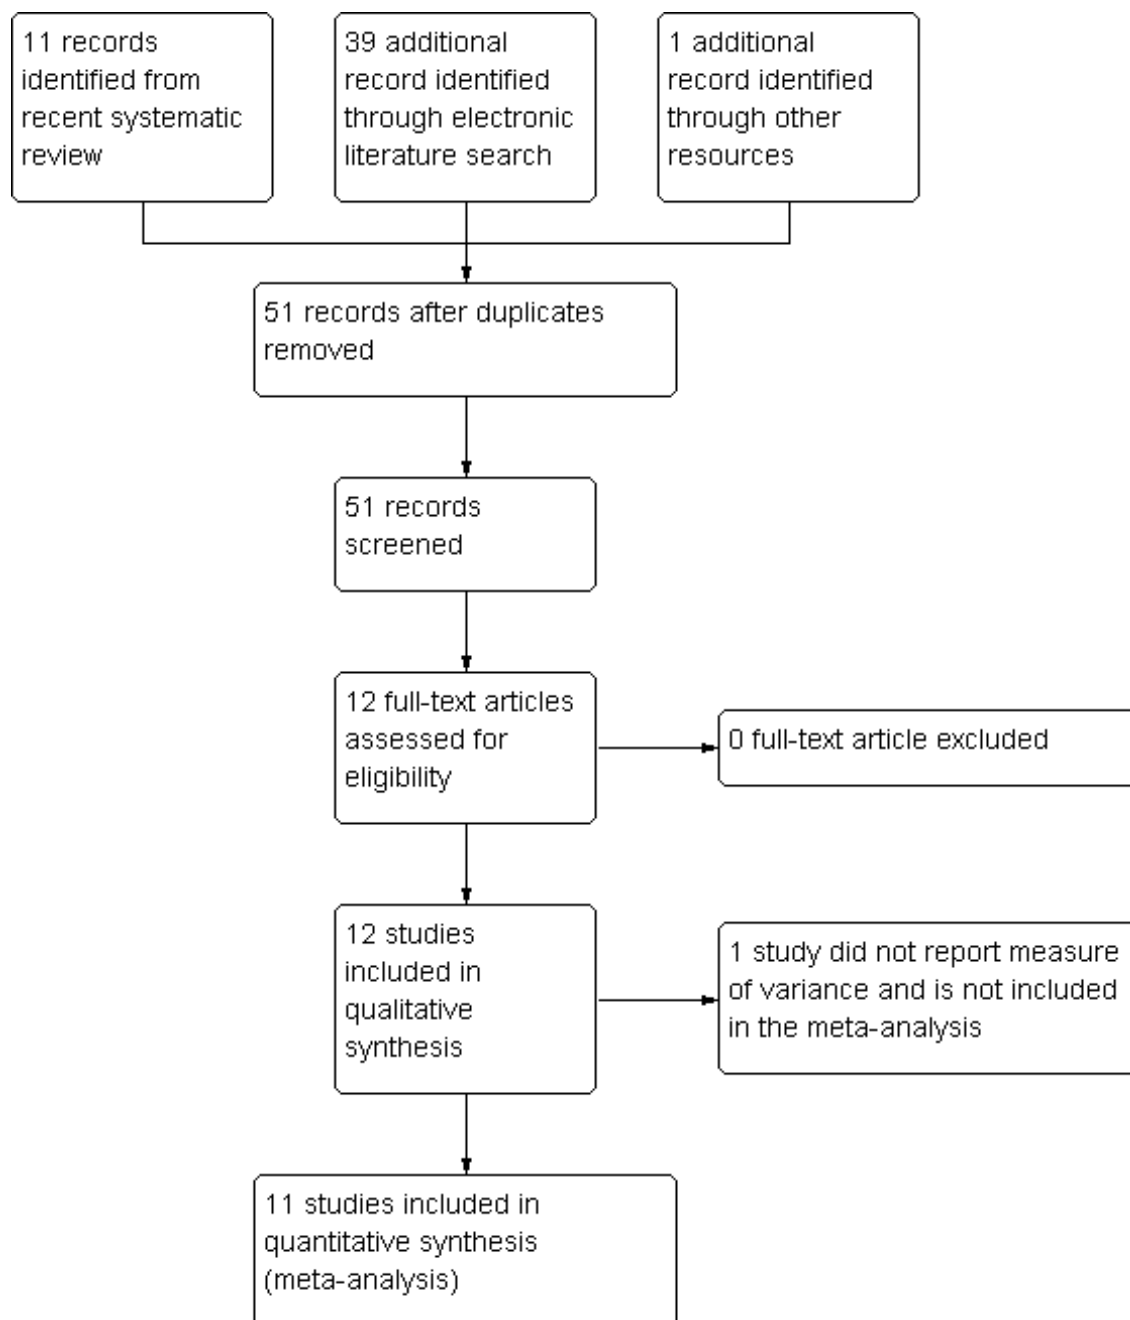 11 records
identified from
recent systematic
review
39 additional
record identified
through electronic
literature search
1 additional
record identified
through other
resources
51 records after duplicates
removed
51 records
screened
12 full-text articles
assessed for
eligibility
0 full-text article excluded
12 studies
included in
qualitative
synthesis
1 study did not report measure
of variance and is not included
in the meta-analysis
11 studies included in
quantitative synthesis
(meta-analysis)